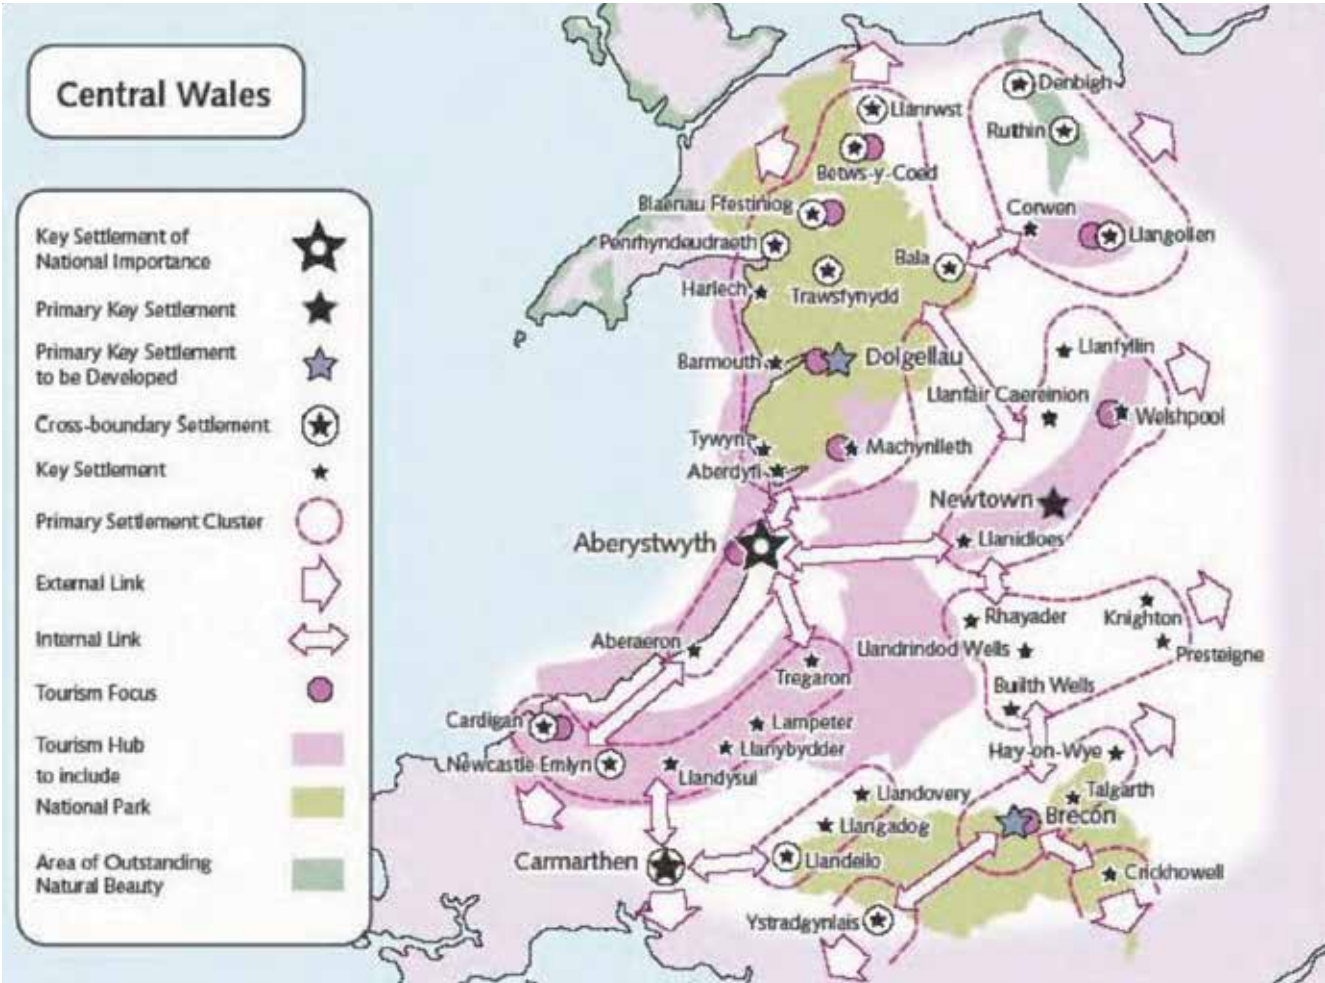 Central Wales
Key Settlement of
National Importance
Primary Key Settlement
Primary Key Settlement
to be Developed
Cross-boundary Settlement
Key Settlement
Primary Settlement Cluster
External Link
Internal Link
Tourism Focus
Tourism Hub
to include
National Park
Area of Outstanding
Natural Beauty
Denbigh
Llanrwst
Ruthin
Betws-y-Coed
Blaenau Ffestiniog
Corwen
Penrhyndeudraeth
Llangollen
Bala
Harlech
Trawsfynydd
Llanfyllin
Barmouth
Dolgellau
Llanfair Caereinion
Welshpool
Tywyn
Machynlleth
Aberdyfi
Newtown
Aberystwyth
Llanidloes
Rhayader
Knighton
Aberaeron
Llandrindod Wells
Presteigne
Tregaron
Builth Wells
Cardigan
Lampeter
Llanybydder
Hay-on-Wye
Newcastle Emlyn
Llandysul
Llandovery
Talgarth
Brecon
Llangadog
Carmarthen
Llandeilo
Crickhowell
Ystradgynlais